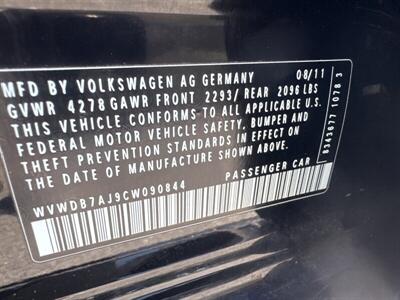 MFD BY VOLKSWAGEN AG GERMANY 08/11
GVWR 4278 GAWR FRONT 2293/ REAR 2096 LBS
THIS VEHICLE CONFORMS TO ALL APPLICABLE U.S.
FEDERAL MOTOR VEHICLE SAFETY, BUMPER AND
THEFT PREVENTION STANDARDS IN EFFECT ON
THE DATE OF MANUFACTURE SHOWN ABOVE.
WVWDB7AJ9CW090844 PASSENGER CAR
8343677 1078 3